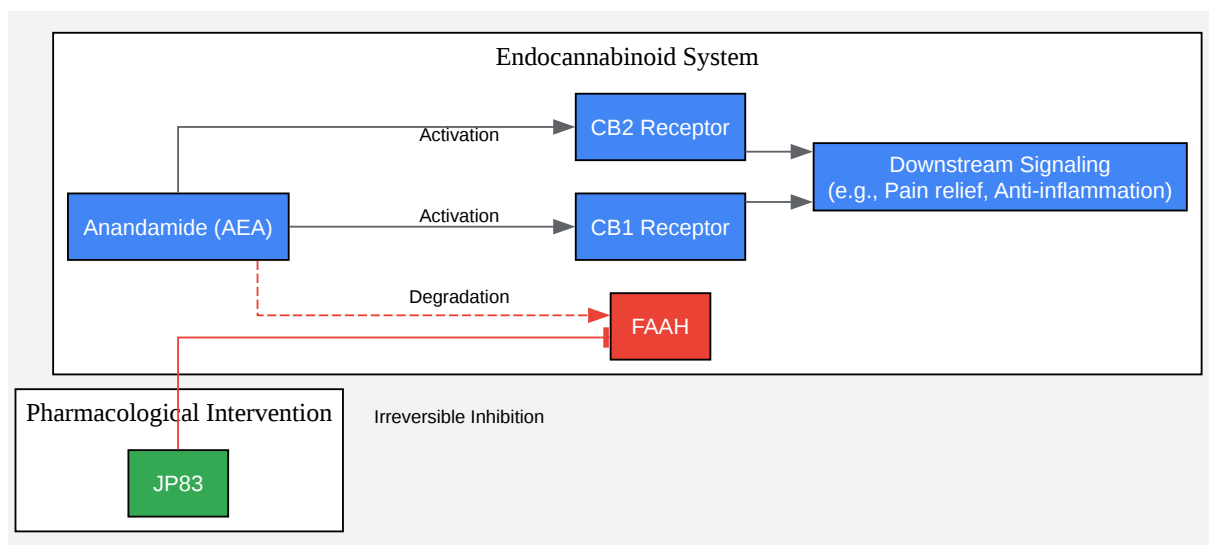 Endocannabinoid System
CB2 Receptor
Activation
Downstream Signaling
(e.g., Pain relief, Anti-inflammation)
Anandamide (AEA)
Activation
CB1 Receptor
Degradation
FAAH
Pharmacological Intervention
Irreversible Inhibition
JP83